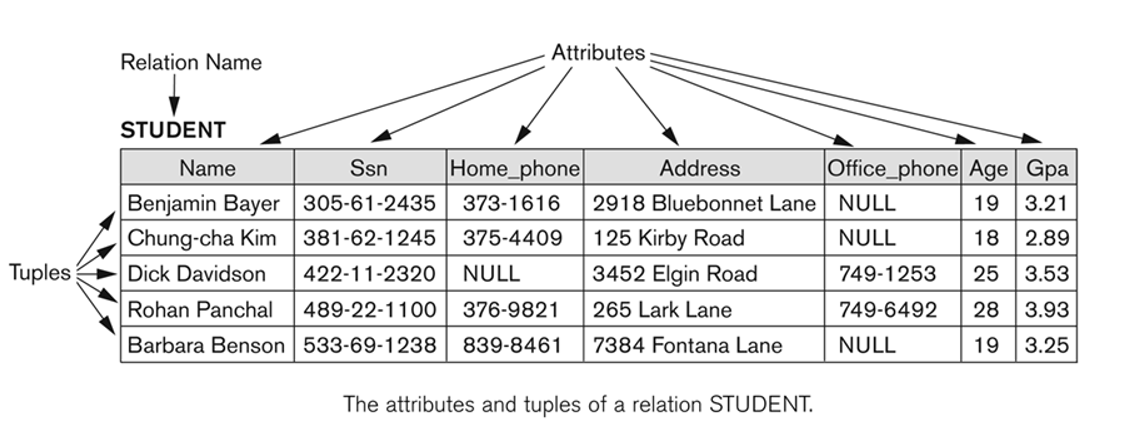 Attributes
Relation Name
STUDENT
Name Ssn Home_phone Address Office_phone Age Gpa
Benjamin Bayer 305-61-2435 373-1616 2918 Bluebonnet Lane NULL 19 3.21
Chung-cha Kim 381-62-1245 375-4409 125 Kirby Road NULL 18 2.89
Tuples Dick Davidson 422-11-2320 NULL 3452 Elgin Road 749-1253 25 3.53
Rohan Panchal 489-22-1100 376-9821 265 Lark Lane 749-6492 28 3.93
Barbara Benson 533-69-1238 839-8461 7384 Fontana Lane NULL 19 3.25
The attributes and tuples of a relation STUDENT.